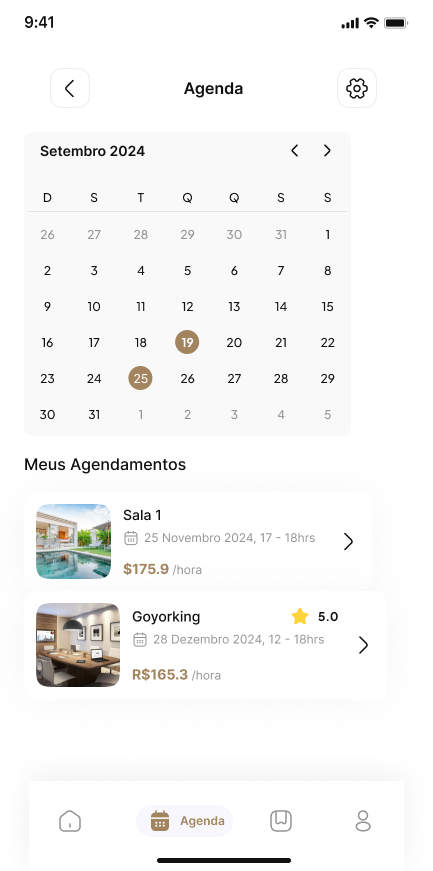 9:41
Agenda
Setembro 2024
D S T Q Q S S
26 27 28 29 30 31 1
2 3 4 5 6 7 8
9 10 11 12 13 14 15
16 17 18 19 20 21 22
23 24 25 26 27 28 29
30 31 1 2 3 4 5
Meus Agendamentos
Sala 1
25 Novembro 2024, 17 - 18hrs
$175.9 /hora
Goyorking 5.0
28 Dezembro 2024, 12 - 18hrs
R$165.3 /hora
Agenda